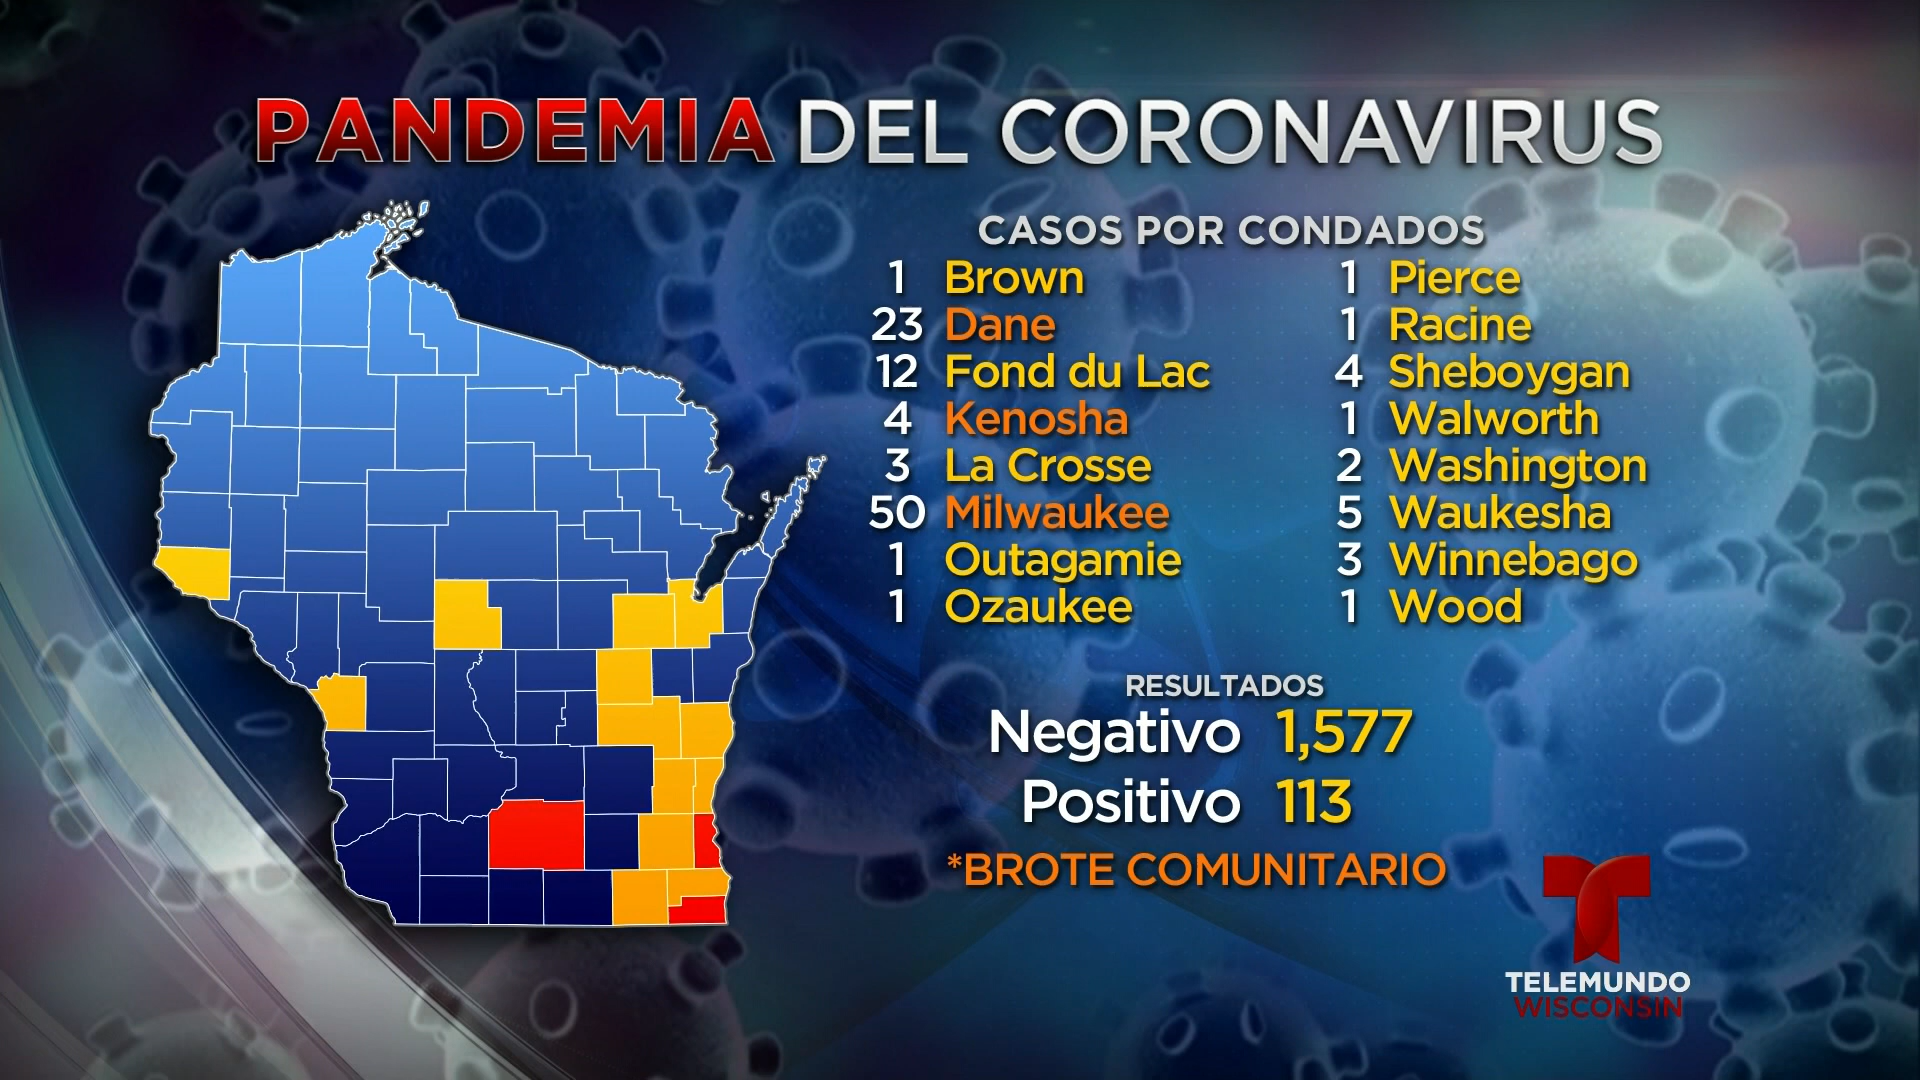 PANDEMIA DEL CORONAVIRUS
CASOS POR CONDADOS
1 Brown
23 Dane
12 Fond du Lac
4 Kenosha
3 La Crosse
50 Milwaukee
1 Outagamie
1 Ozaukee
1 Pierce
1 Racine
4 Sheboygan
1 Walworth
2 Washington
5 Waukesha
3 Winnebago
1 Wood
RESULTADOS
Negativo 1,577
Positivo 113
*BROTE COMUNITARIO
TELEMUNDO
WISCONSIN